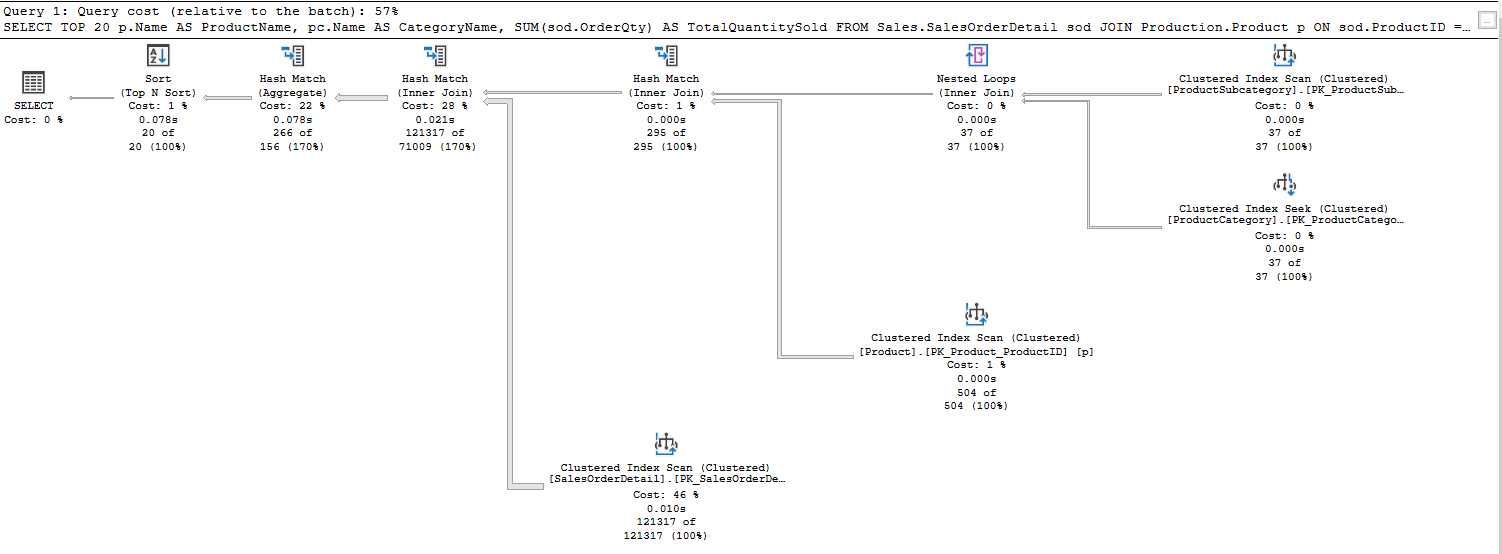 Query 1: Query cost (relative to the batch): 57%
SELECT TOP 20 p.Name AS ProductName, pc.Name AS CategoryName, SUM(sod.OrderQty) AS TotalQuantitySold FROM Sales.SalesOrderDetail sod JOIN Production.Product p ON sod.ProductID =…
SELECT
Cost: 0 %
Sort
(Top N Sort)
Cost: 1 %
0.078s
20 of
20 (100%)
Hash Match
(Aggregate)
Cost: 22 %
0.078s
266 of
156 (170%)
Hash Match
(Inner Join)
Cost: 28 %
0.021s
121317 of
71009 (170%)
Hash Match
(Inner Join)
Cost: 1 %
0.000s
295 of
295 (100%)
Nested Loops
(Inner Join)
Cost: 0 %
0.000s
37 of
37 (100%)
Clustered Index Scan (Clustered)
[ProductSubcategory].[PK_ProductSub…
Cost: 0 %
0.000s
37 of
37 (100%)
Clustered Index Seek (Clustered)
[ProductCategory].[PK_ProductCatego…
Cost: 0 %
0.000s
37 of
37 (100%)
Clustered Index Scan (Clustered)
[Product].[PK_Product_ProductID] [p]
Cost: 1 %
0.000s
504 of
504 (100%)
Clustered Index Scan (Clustered)
[SalesOrderDetail].[PK_SalesOrderDe…
Cost: 46 %
0.010s
121317 of
121317 (100%)